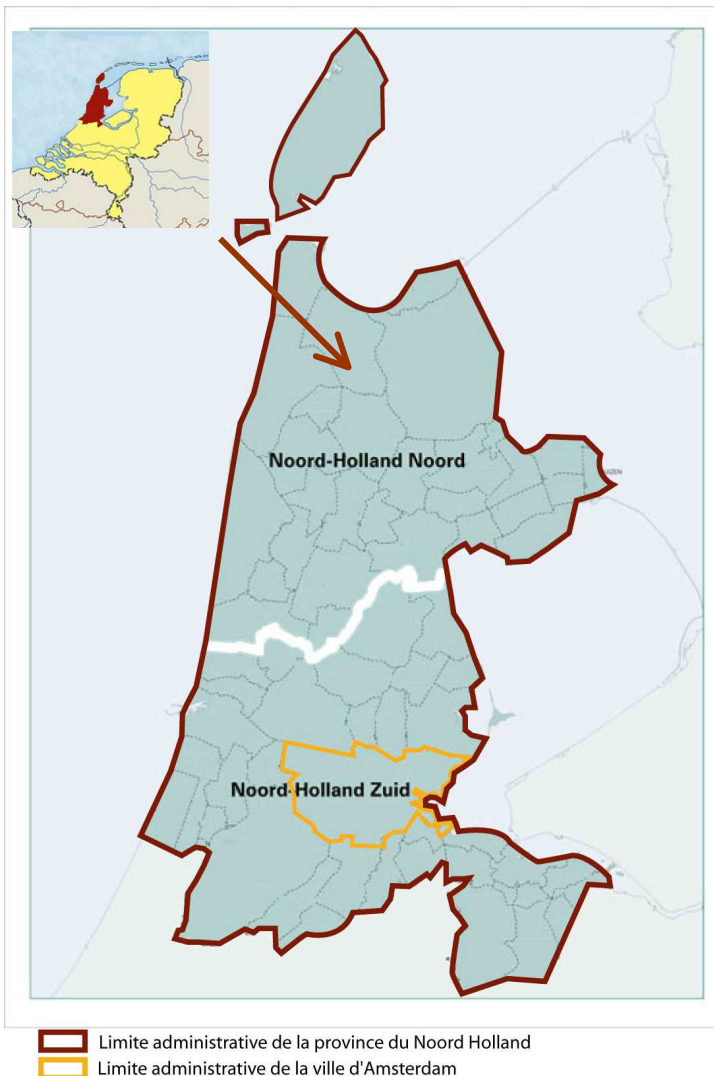 Noord-Holland Noord
Noord-Holland Zuid
Limite administrative de la province du Noord Holland
Limite administrative de la ville d'Amsterdam